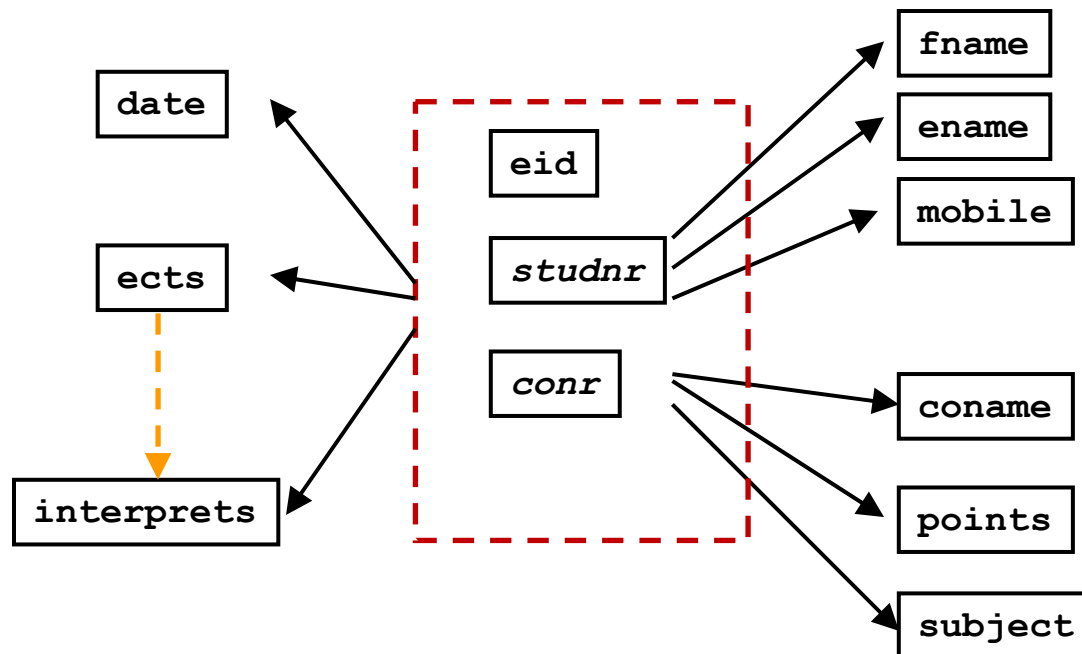 date
ects
interprets
eid
studnr
conr
fname
ename
mobile
coname
points
subject